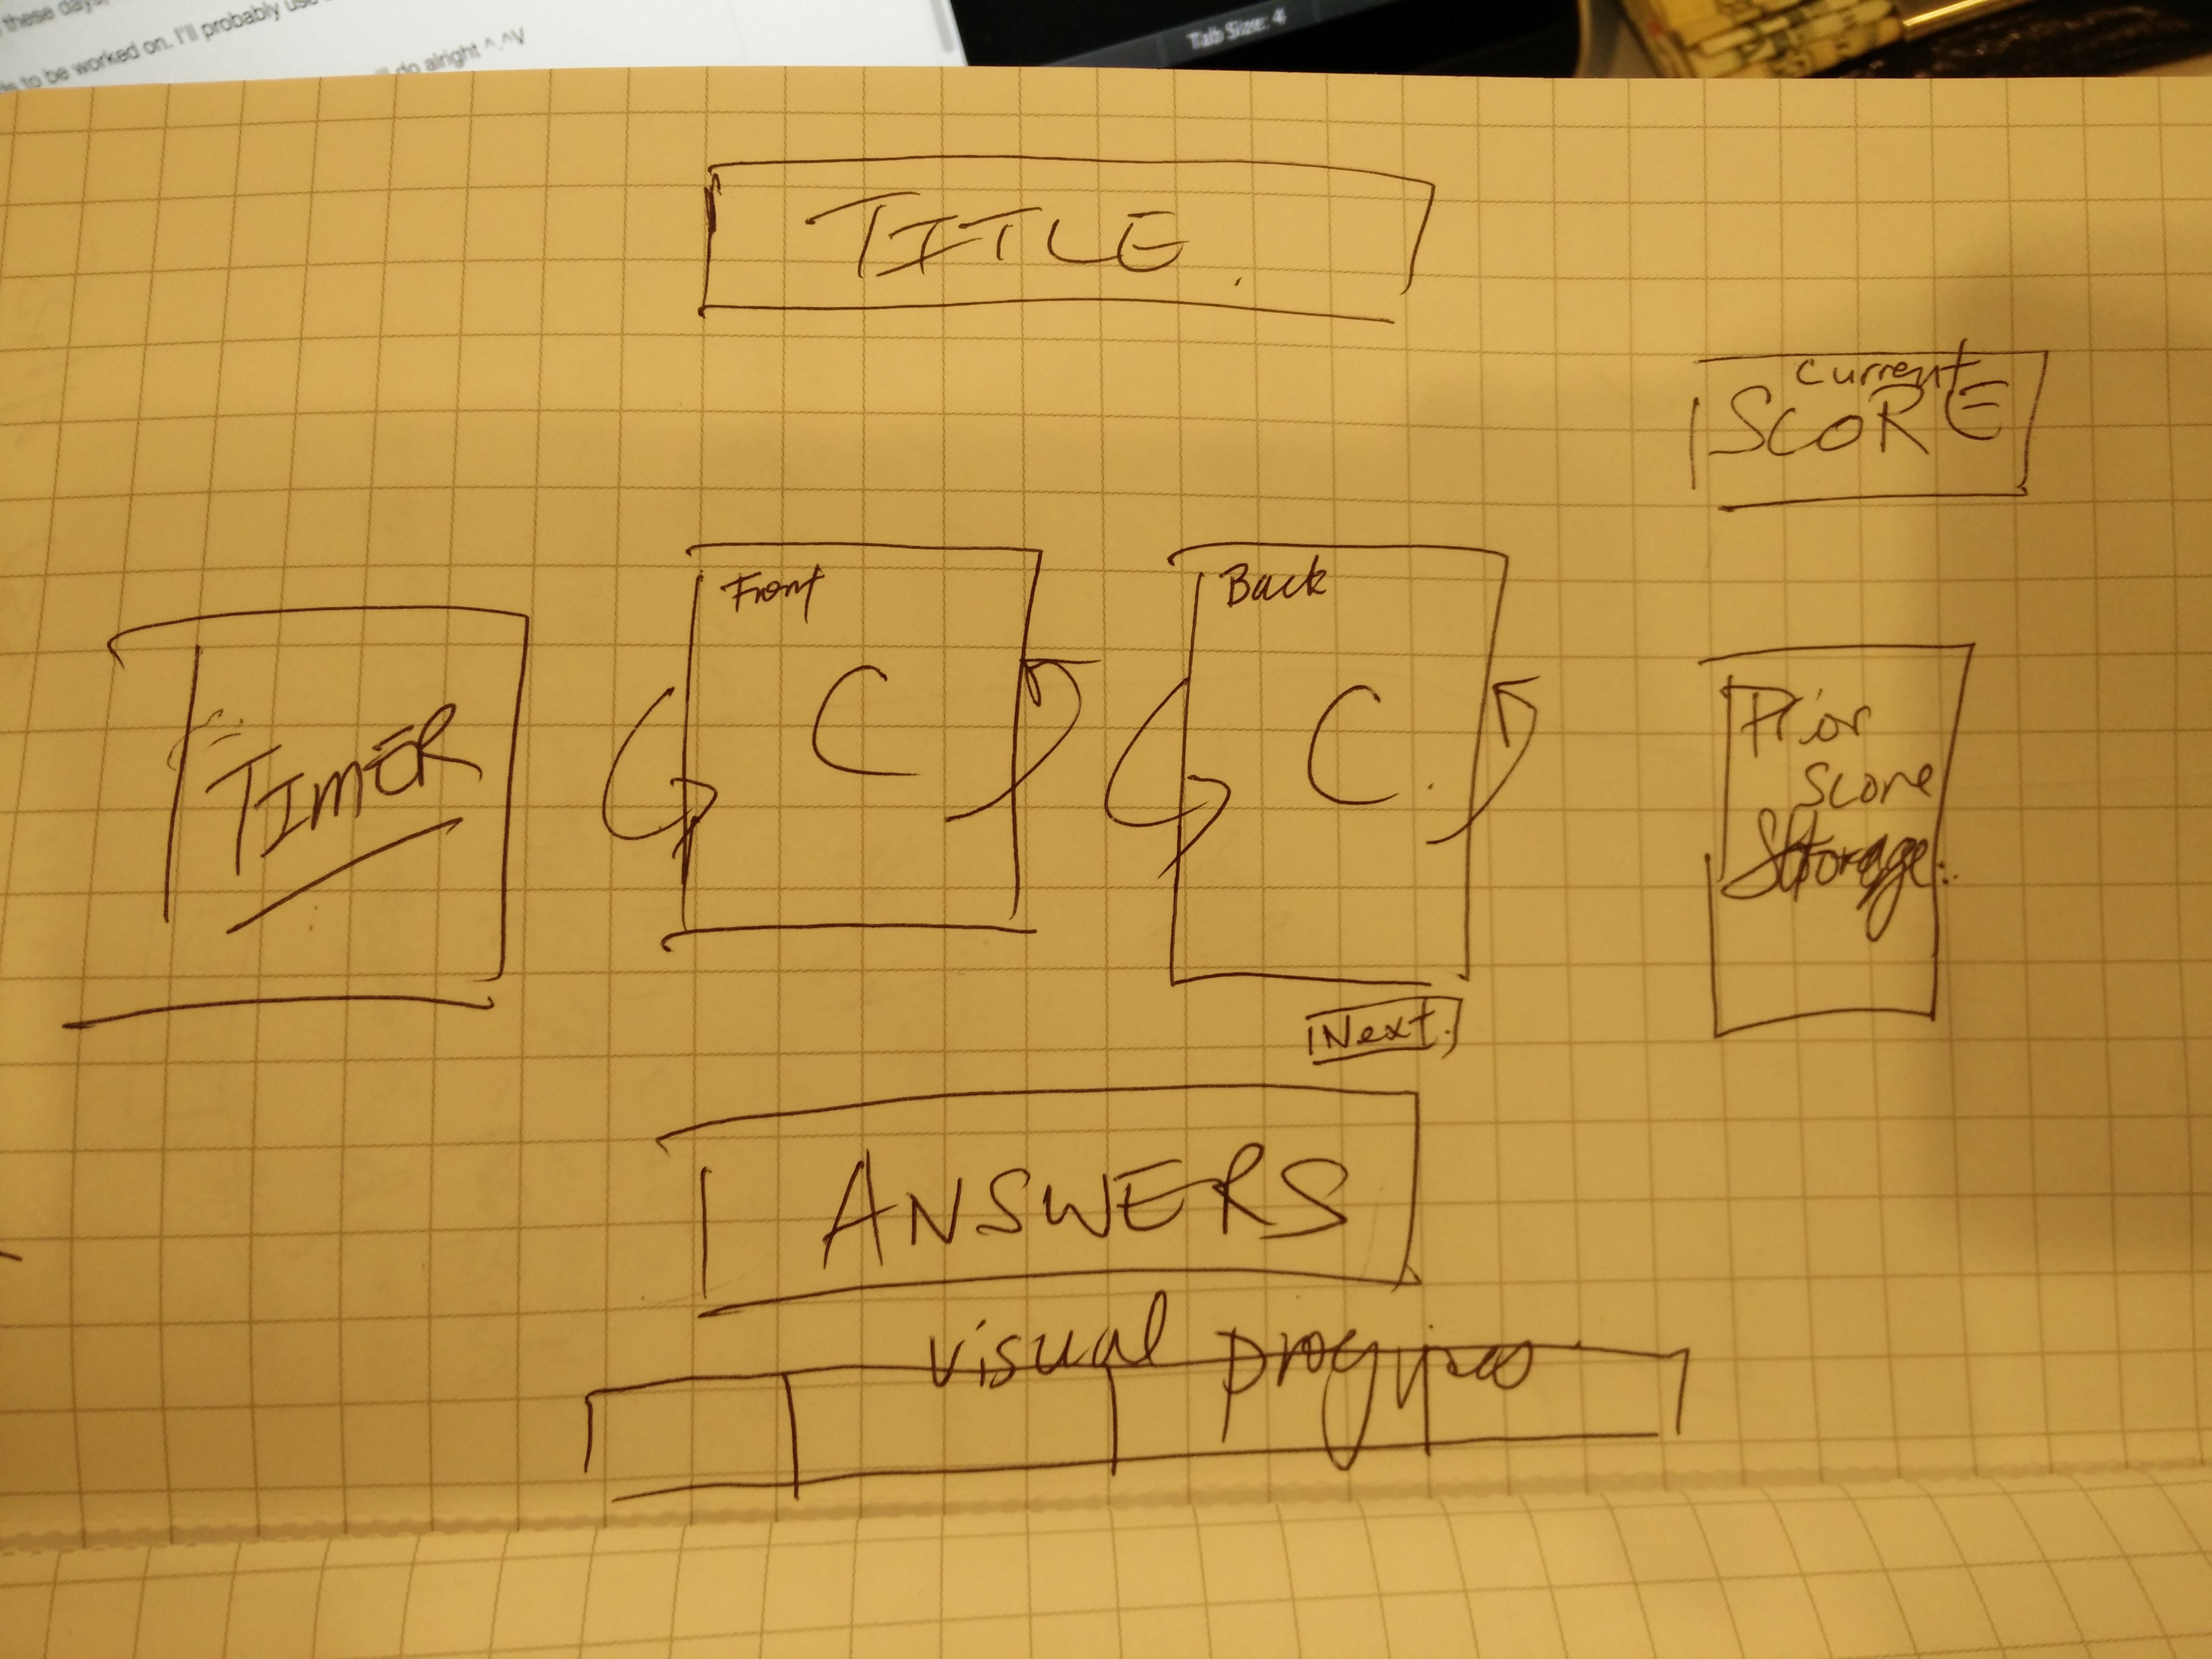 these days,
to be worked on. I'll probably use
do alright ^.^V
Tab Size: 4
TITLE.
Current
SCORE
Front
C
Back
C.
TIMER
Prior
Score
Storage.
Next.
ANSWERS
visual progress